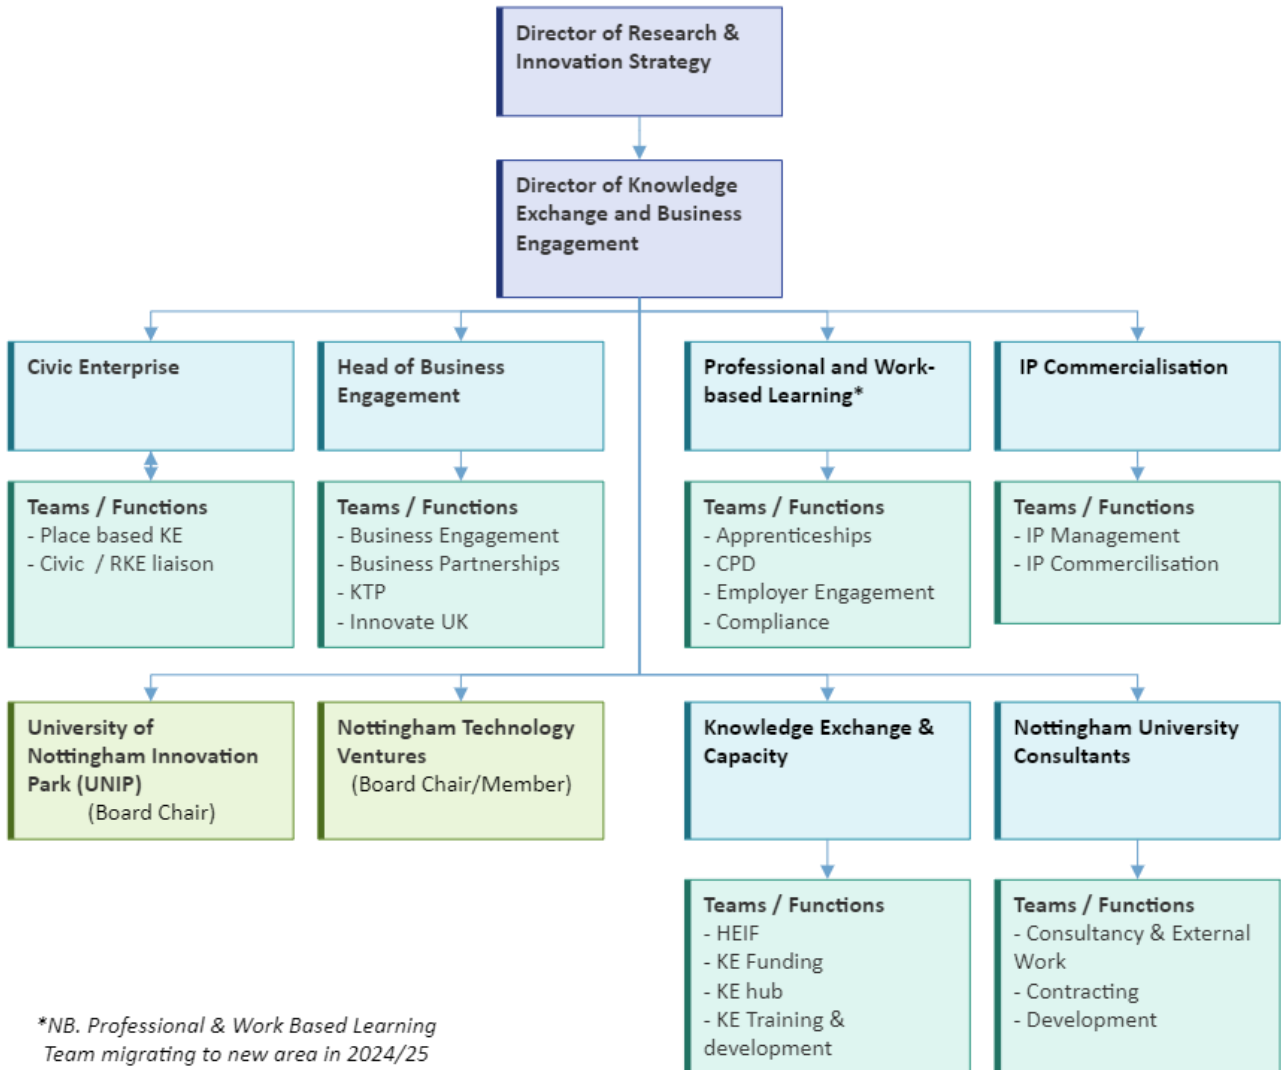 Director of Research &
Innovation Strategy
Director of Knowledge
Exchange and Business
Engagement
Civic Enterprise
Head of Business
Engagement
Professional and Work-
based Learning*
IP Commercialisation
Teams / Functions
- Place based KE
- Civic / RKE liaison
Teams / Functions
- Business Engagement
- Business Partnerships
- KTP
- Innovate UK
Teams / Functions
- Apprenticeships
- CPD
- Employer Engagement
- Compliance
Teams / Functions
- IP Management
- IP Commercilisation
University of
Nottingham Innovation
Park (UNIP)
(Board Chair)
Nottingham Technology
Ventures
(Board Chair/Member)
Knowledge Exchange &
Capacity
Nottingham University
Consultants
Teams / Functions
- HEIF
- KE Funding
- KE hub
- KE Training &
development
Teams / Functions
- Consultancy & External
Work
- Contracting
- Development
*NB. Professional & Work Based Learning
Team migrating to new area in 2024/25